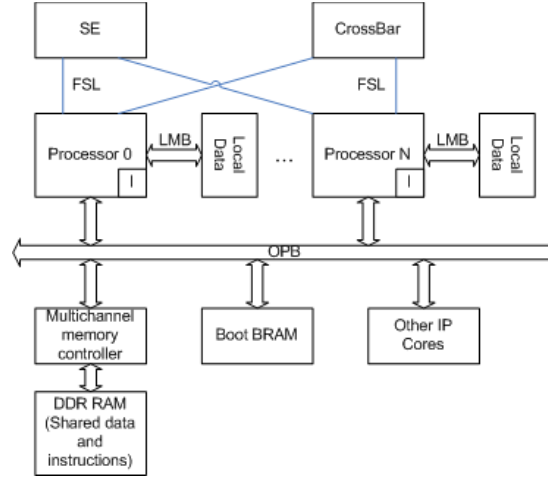 SE
CrossBar
FSL
FSL
Processor 0
I
LMB
Local
Data
...
Processor N
I
LMB
Local
Data
OPB
Multichannel
memory
controller
Boot BRAM
Other IP
Cores
DDR RAM
(Shared data
and
instructions)